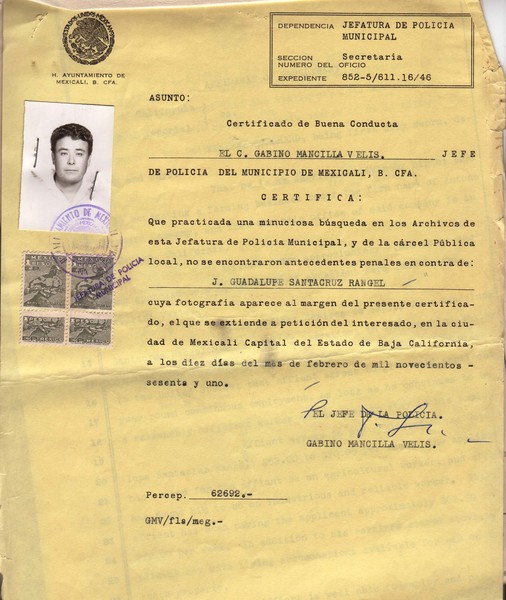 ESTADOS UNIDOS MEXICANOS
H. AYUNTAMIENTO DE
MEXICALI, B. CFA.
DEPENDENCIA JEFATURA DE POLICIA
MUNICIPAL
SECCION Secretaría
NUMERO DEL OFICIO
EXPEDIENTE 852-5/611.16/46
ASUNTO:
Certificado de Buena Conducta
EL C. GABINO MANCILLA VELIS. JEFE
DE POLICIA DEL MUNICIPIO DE MEXICALI, B. CFA.
CERTIFICA:
Que practicada una minuciosa búsqueda en los Archivos de
esta Jefatura de Policía Municipal, y de la cárcel Pública
local, no se encontraron antecedentes penales en contra de:
J. GUADALUPE SANTACRUZ RANGEL
cuya fotografía aparece al margen del presente certifica-
do, el que se extiende a petición del interesado, en la ciu-
dad de Mexicali Capital del Estado de Baja California,
a los diez días del mes de febrero de mil novecientos -
sesenta y uno.
EL JEFE DE LA POLICIA.
GABINO MANCILLA VELIS.
Percep. 62692.-
GMV/fls/meg.-
JEFATURA DE POLICIA
MUNICIPAL
MEXICO
MEXICO